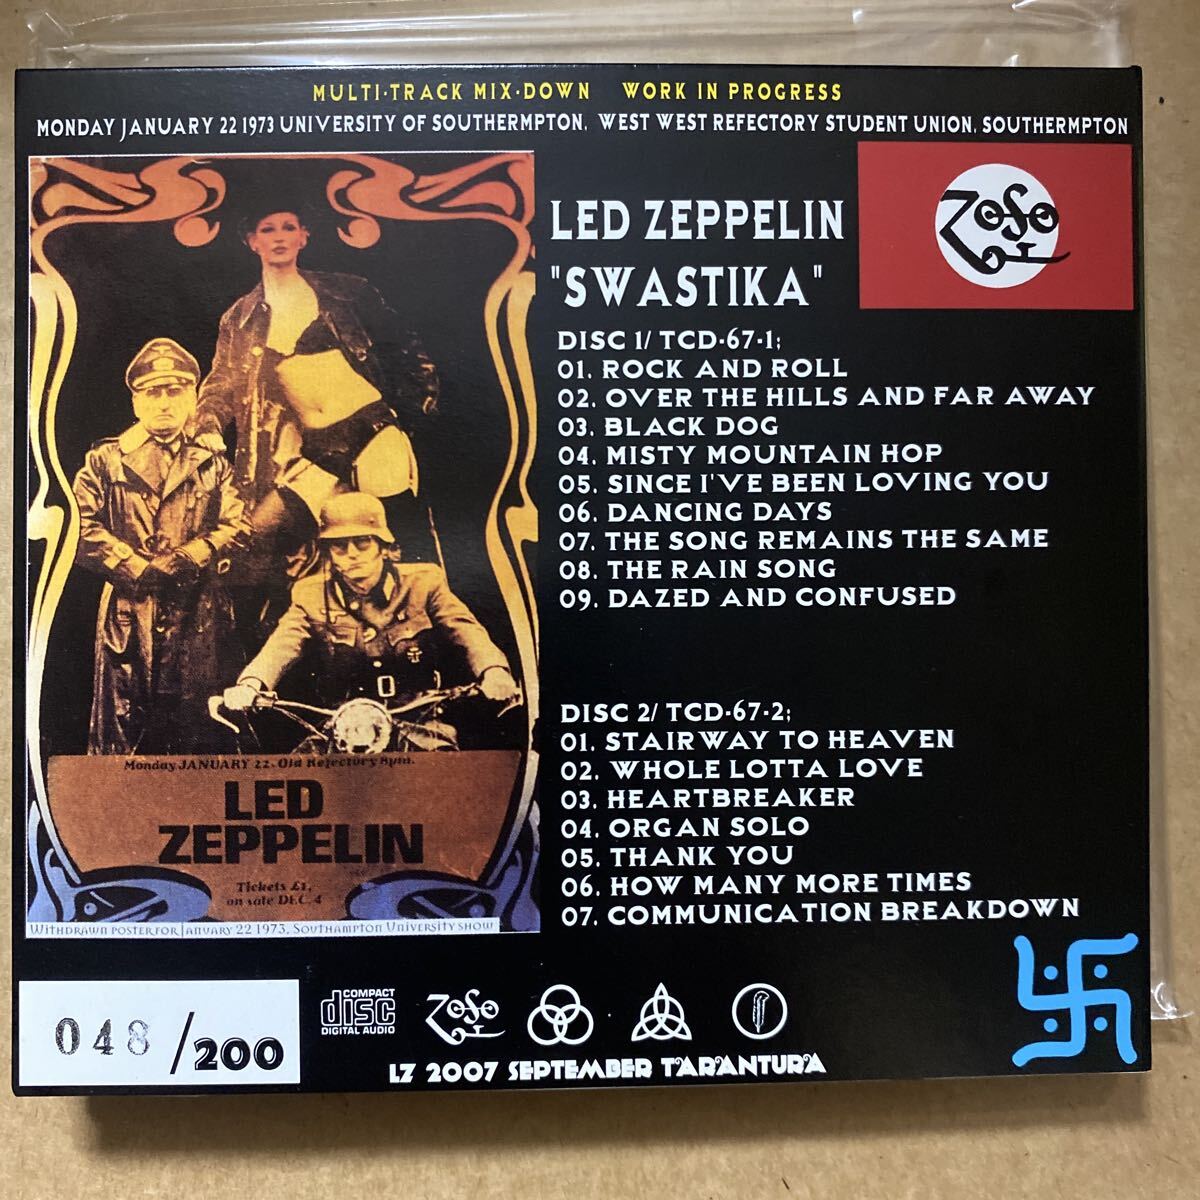 MULTI-TRACK MIX-DOWN WORK IN PROGRESS
MONDAY JANUARY 22 1973 UNIVERSITY OF SOUTHERMPTON, WEST WEST REFECTORY STUDENT UNION, SOUTHERMPTON
LED ZEPPELIN
"SWASTIKA"
ZOSO
DISC 1/ TCD-67-1;
01. ROCK AND ROLL
02. OVER THE HILLS AND FAR AWAY
03. BLACK DOG
04. MISTY MOUNTAIN HOP
05. SINCE I'VE BEEN LOVING YOU
06. DANCING DAYS
07. THE SONG REMAINS THE SAME
08. THE RAIN SONG
09. DAZED AND CONFUSED
DISC 2/ TCD-67-2;
01. STAIRWAY TO HEAVEN
02. WHOLE LOTTA LOVE
03. HEARTBREAKER
04. ORGAN SOLO
05. THANK YOU
06. HOW MANY MORE TIMES
07. COMMUNICATION BREAKDOWN
Monday JANUARY 22. Old Refectory 8pm.
LED
ZEPPELIN
Tickets £1,
on sate DEC. 4
WITHDRAWN POSTER FOR JANUARY 22 1973, SOUTHAMPTON UNIVERSITY SHOW
048 /200
COMPACT
disc
DIGITAL AUDIO
ZOSO
LZ 2007 SEPTEMBER TARANTURA